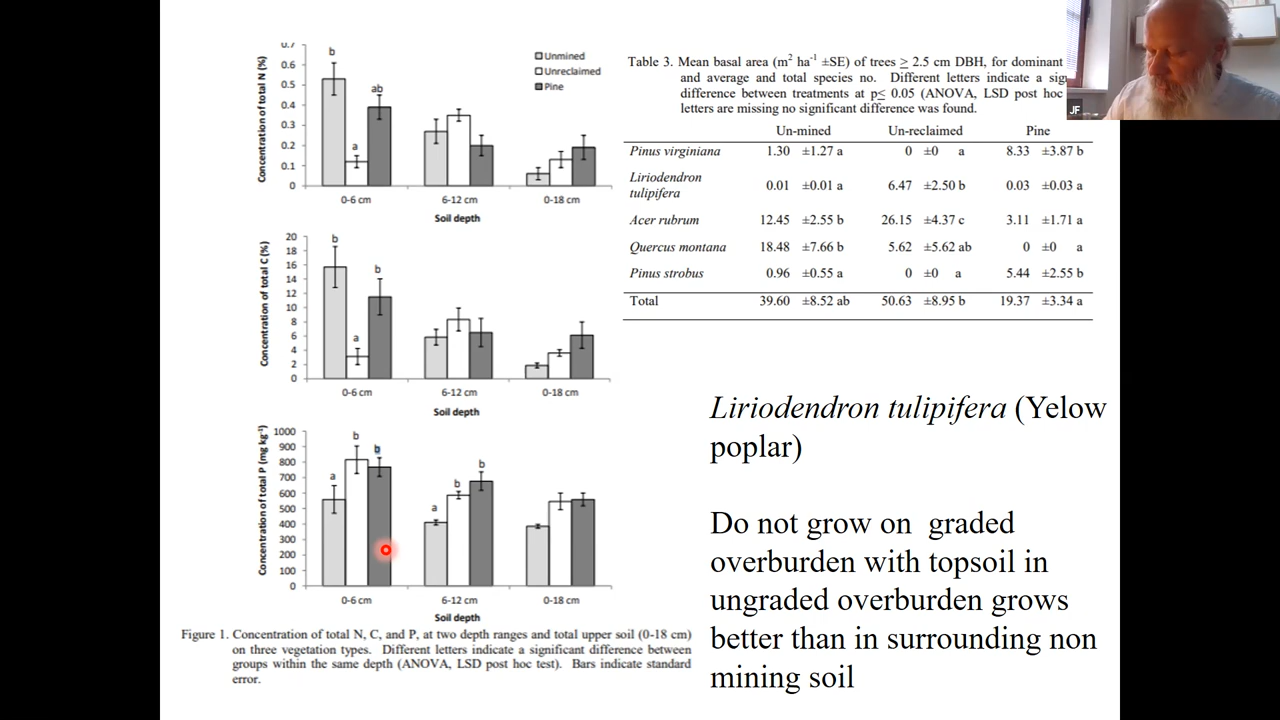 0.7
0.6
0.5
0.4
0.3
0.2
0.1
0
Concentration of total N (%)
b
a
ab
Unmined
Unreclaimed
Pine
0-6 cm
6-12 cm
0-18 cm
Soil depth
20
18
16
14
12
10
8
6
4
2
0
Concentration of total C (%)
b
a
b
0-6 cm
6-12 cm
0-18 cm
Soil depth
1000
900
800
700
600
500
400
300
200
100
0
Concentration of total P (mg kg-1)
a
b
b
a
b
b
0-6 cm
6-12 cm
0-18 cm
Soil depth
Figure 1. Concentration of total N, C, and P, at two depth ranges and total upper soil (0-18 cm)
on three vegetation types. Different letters indicate a significant difference between
groups within the same depth (ANOVA, LSD post hoc test). Bars indicate standard
error.
Table 3. Mean basal area (m2 ha-1 ±SE) of trees ≥ 2.5 cm DBH, for dominant
and average and total species no. Different letters indicate a sig
difference between treatments at p≤ 0.05 (ANOVA, LSD post hoc
letters are missing no significant difference was found.
Un-mined Un-reclaimed Pine
Pinus virginiana 1.30 ±1.27 a 0 ±0 a 8.33 ±3.87 b
Liriodendron
tulipifera 0.01 ±0.01 a 6.47 ±2.50 b 0.03 ±0.03 a
Acer rubrum 12.45 ±2.55 b 26.15 ±4.37 c 3.11 ±1.71 a
Quercus montana 18.48 ±7.66 b 5.62 ±5.62 ab 0 ±0 a
Pinus strobus 0.96 ±0.55 a 0 ±0 a 5.44 ±2.55 b
Total 39.60 ±8.52 ab 50.63 ±8.95 b 19.37 ±3.34 a
JF
Liriodendron tulipifera (Yelow
poplar)
Do not grow on graded
overburden with topsoil in
ungraded overburden grows
better than in surrounding non
mining soil